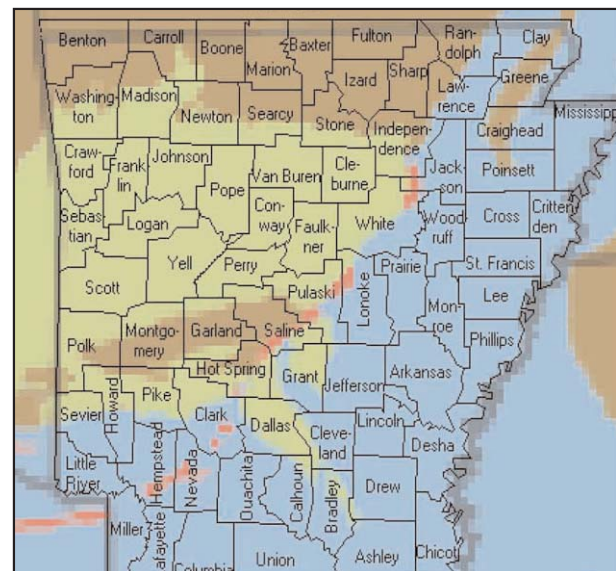 Benton
Carroll
Boone
Baxter
Fulton
Ran-
dolph
Clay
Marion
Izard
Sharp
Greene
Law-
rence
Washing-
ton
Madison
Newton
Searcy
Stone
Indepen-
dence
Craighead
Mississipp
Craw-
ford
Frank-
lin
Johnson
Pope
Van Buren
Cle-
burne
Jack-
son
Poinsett
Sebas-
tian
Logan
Con-
way
Faulk-
ner
White
Wood
ruff
Cross
Critten-
den
Scott
Yell
Perry
Pulaski
Lonoke
Prairie
St. Francis
Lee
Mon-
roe
Phillips
Polk
Montgo-
mery
Garland
Saline
Hot Spring
Grant
Jefferson
Arkansas
Sevier
Howard
Pike
Clark
Dallas
Cleve-
land
Lincoln
Desha
Little
River
Hempstead
Nevada
Ouachita
Calhoun
Bradley
Drew
Miller
afayette
Columbia
Union
Ashley
Chicot